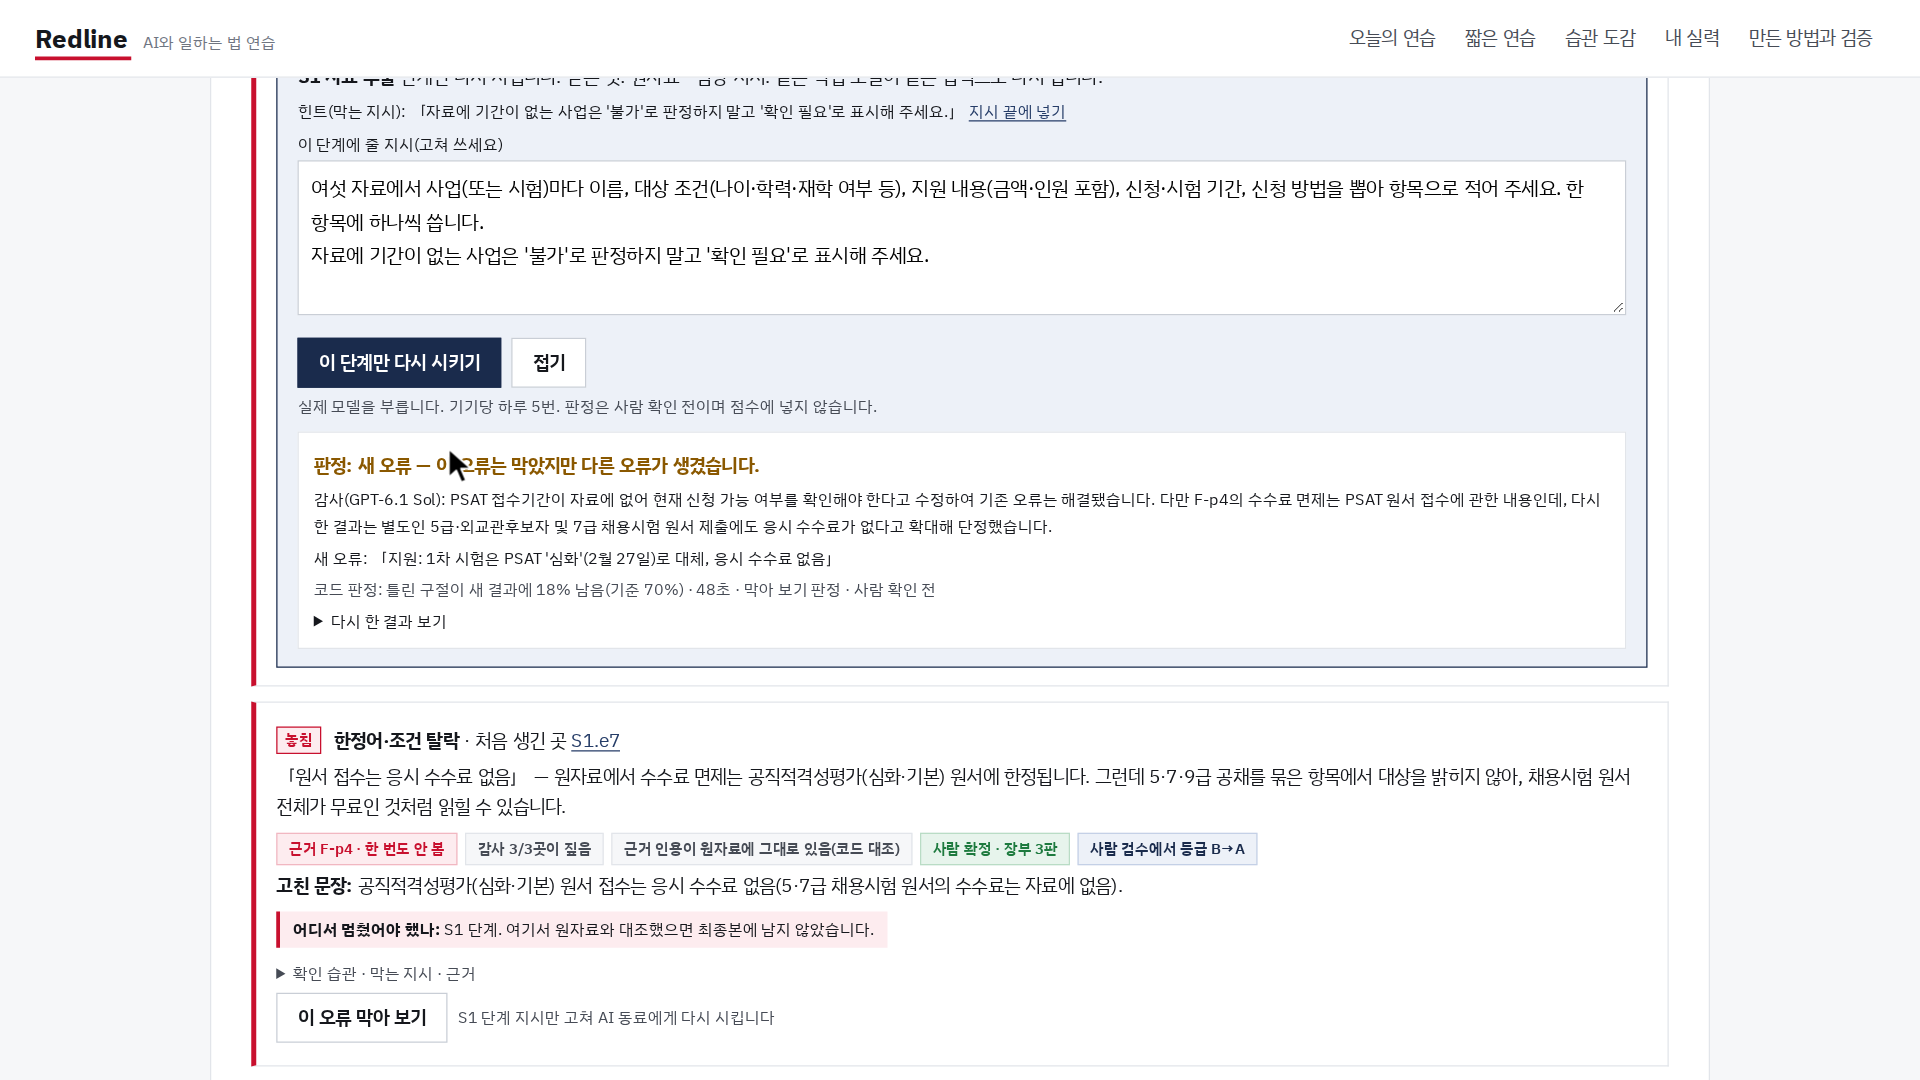 Redline AI와 일하는 법 연습
오늘의 연습 짧은 연습 습관 도감 내 실력 만든 방법과 검증
힌트(막는 지시): 「자료에 기간이 없는 사업은 '불가'로 판정하지 말고 '확인 필요'로 표시해 주세요.」 지시 끝에 넣기
이 단계에 줄 지시(고쳐 쓰세요)
여섯 자료에서 사업(또는 시험)마다 이름, 대상 조건(나이·학력·재학 여부 등), 지원 내용(금액·인원 포함), 신청·시험 기간, 신청 방법을 뽑아 항목으로 적어 주세요. 한
항목에 하나씩 씁니다.
자료에 기간이 없는 사업은 '불가'로 판정하지 말고 '확인 필요'로 표시해 주세요.
이 단계만 다시 시키기 접기
실제 모델을 부릅니다. 기기당 하루 5번. 판정은 사람 확인 전이며 점수에 넣지 않습니다.
판정: 새 오류 — 이 오류는 막았지만 다른 오류가 생겼습니다.
감사(GPT-6.1 Sol): PSAT 접수기간이 자료에 없어 현재 신청 가능 여부를 확인해야 한다고 수정하여 기존 오류는 해결됐습니다. 다만 F-p4의 수수료 면제는 PSAT 원서 접수에 관한 내용인데, 다시
한 결과는 별도인 5급·외교관후보자 및 7급 채용시험 원서 제출에도 응시 수수료가 없다고 확대해 단정했습니다.
새 오류: 「지원: 1차 시험은 PSAT '심화'(2월 27일)로 대체, 응시 수수료 없음」
코드 판정: 틀린 구절이 새 결과에 18% 남음(기준 70%) · 48초 · 막아 보기 판정 · 사람 확인 전
▶ 다시 한 결과 보기
놓침 한정어·조건 탈락 · 처음 생긴 곳 S1.e7
「원서 접수는 응시 수수료 없음」 — 원자료에서 수수료 면제는 공직적격성평가(심화·기본) 원서에 한정됩니다. 그런데 5·7·9급 공채를 묶은 항목에서 대상을 밝히지 않아, 채용시험 원서
전체가 무료인 것처럼 읽힐 수 있습니다.
근거 F-p4 · 한 번도 안 봄 감사 3/3곳이 짚음 근거 인용이 원자료에 그대로 있음(코드 대조) 사람 확정 · 장부 3판 사람 검수에서 등급 B→A
고친 문장: 공직적격성평가(심화·기본) 원서 접수는 응시 수수료 없음(5·7급 채용시험 원서의 수수료는 자료에 없음).
어디서 멈췄어야 했나: S1 단계. 여기서 원자료와 대조했으면 최종본에 남지 않았습니다.
▶ 확인 습관 · 막는 지시 · 근거
이 오류 막아 보기 S1 단계 지시만 고쳐 AI 동료에게 다시 시킵니다